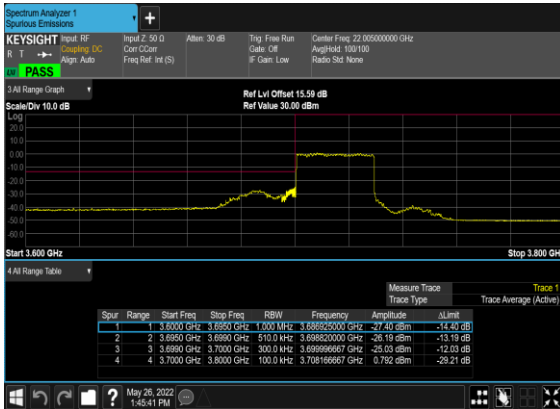 Spectrum Analyzer 1
Spurious Emissions
+
KEYSIGHT Input: RF Input Z: 50 Ω Atten: 30 dB Trig: Free Run Center Freq: 22.005000000 GHz
R T Coupling: DC Corr CCorr Gate: Off Avg|Hold: 100/100
Align: Auto Freq Ref: Int (S) IF Gain: Low Radio Std: None
PASS
3 All Range Graph
Ref Lvl Offset 15.59 dB
Scale/Div 10.0 dB Ref Value 30.00 dBm
Log
20.0
10.0
0.00
-10.0
-20.0
-30.0
-40.0
-50.0
-60.0
Start 3.600 GHz Stop 3.800 GH
4 All Range Table
Measure Trace Trace 1
Trace Type Trace Average (Active)
Spur Range Start Freq Stop Freq RBW Frequency Amplitude ΔLimit
1 1 3.6000 GHz 3.6950 GHz 1.000 MHz 3.686925000 GHz -27.40 dBm -14.40 dB
2 2 3.6950 GHz 3.6990 GHz 510.0 kHz 3.698820000 GHz -26.19 dBm -13.19 dB
3 3 3.6990 GHz 3.7000 GHz 300.0 kHz 3.699996667 GHz -25.03 dBm -12.03 dB
4 4 3.7000 GHz 3.8000 GHz 100.0 kHz 3.708166667 GHz 0.792 dBm -29.21 dB
? May 26, 2022
1:45:41 PM